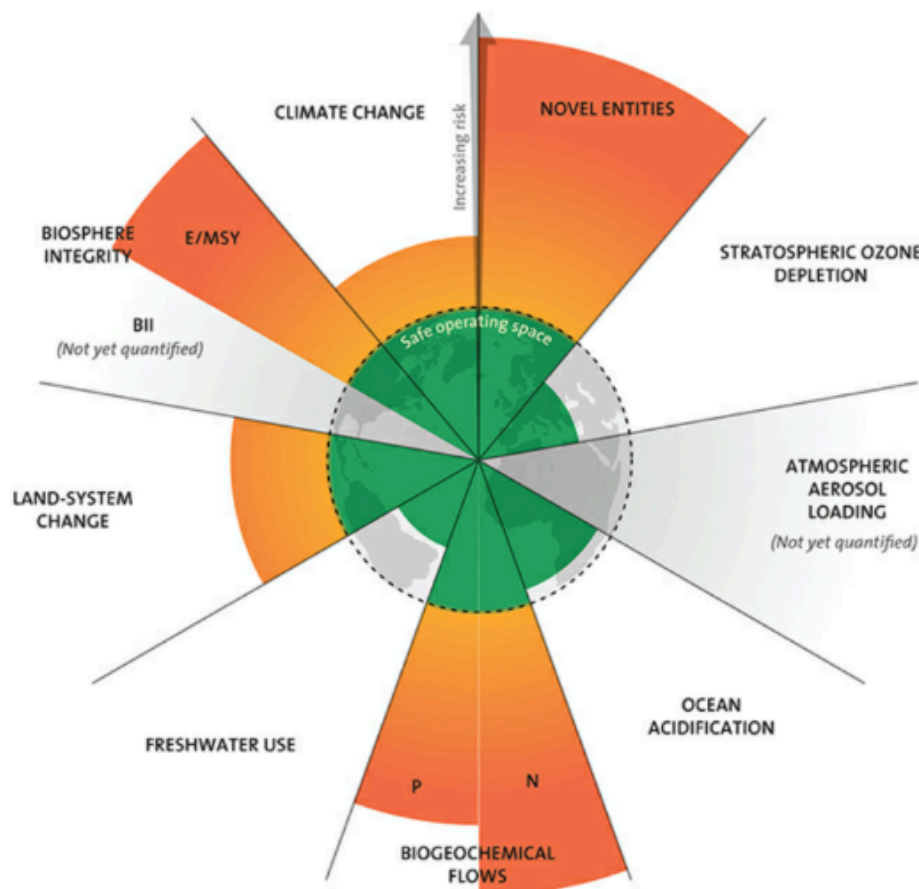 CLIMATE CHANGE
NOVEL ENTITIES
Increasing risk
BIOSPHERE
INTEGRITY
E/MSY
STRATOSPHERIC OZONE
DEPLETION
BII
(Not yet quantified)
Safe operating space
LAND-SYSTEM
CHANGE
ATMOSPHERIC
AEROSOL
LOADING
(Not yet quantified)
OCEAN
ACIDIFICATION
FRESHWATER USE
P
N
BIOGEOCHEMICAL
FLOWS